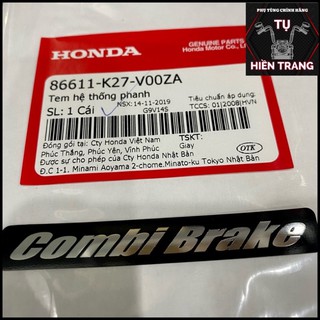 PHỤ TÙNG CHÍNH HÃNG
TỤ
HIỀN TRANG
HONDA
GENUINE PARTS
Honda Motor Co., Ltd.
86611-K27-V00ZA
Tem hệ thống phanh
SL: 1 Cái
NSX: 14-11-2019
G9V14S
Tiêu chuẩn áp dụng.
TCCS: 01|2008|HVN
Đóng gói tại: Cty Honda Việt Nam
Phúc Thắng, Phúc Yên, Vĩnh Phúc
TSKT:
Giay
OTK
Được sự cho phép của Cty Honda Nhật Bản
Đ.C 1-1. Minami Aoyama 2-chome.Minato-ku Tokyo Nhật Bản
Combi Brake